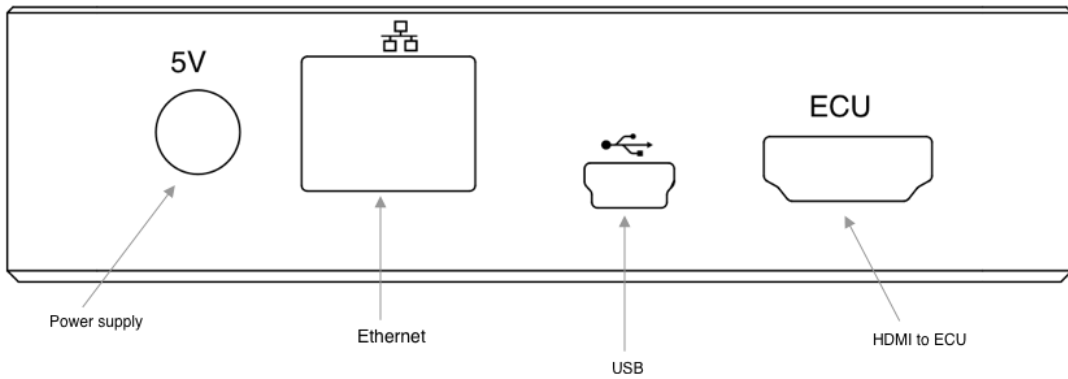 5V
ECU
Power supply
Ethernet
USB
HDMI to ECU